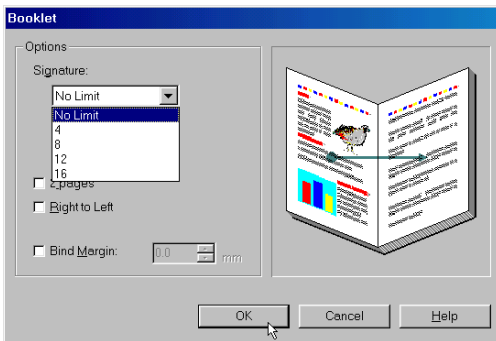 Booklet
Options
Signature:
No Limit
No Limit
4
8
12
16
2 pages
Right to Left
Bind Margin:
0.0
mm
OK
Cancel
Help